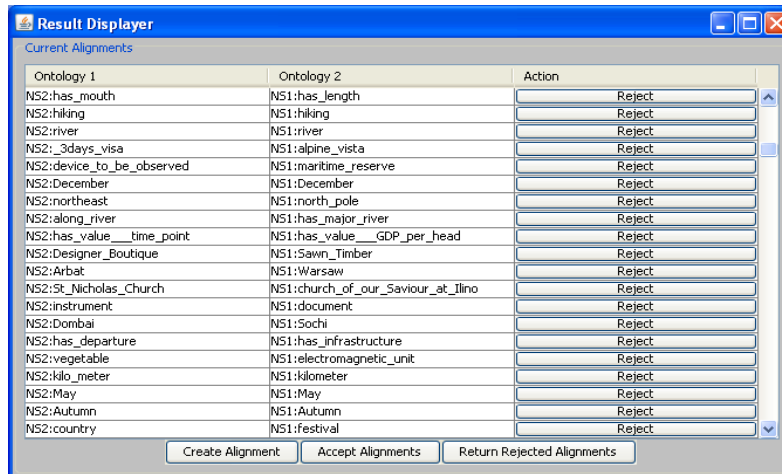 Result Displayer
Current Alignments
Ontology 1 Ontology 2 Action
NS2:has_mouth NS1:has_length Reject
NS2:hiking NS1:hiking Reject
NS2:river NS1:river Reject
NS2:_3days_visa NS1:alpine_vista Reject
NS2:device_to_be_observed NS1:maritime_reserve Reject
NS2:December NS1:December Reject
NS2:northeast NS1:north_pole Reject
NS2:along_river NS1:has_major_river Reject
NS2:has_value___time_point NS1:has_value___GDP_per_head Reject
NS2:Designer_Boutique NS1:Sawn_Timber Reject
NS2:Arbat NS1:Warsaw Reject
NS2:St_Nicholas_Church NS1:church_of_our_Saviour_at_Ilino Reject
NS2:instrument NS1:document Reject
NS2:Dombai NS1:Sochi Reject
NS2:has_departure NS1:has_infrastructure Reject
NS2:vegetable NS1:electromagnetic_unit Reject
NS2:kilo_meter NS1:kilometer Reject
NS2:May NS1:May Reject
NS2:Autumn NS1:Autumn Reject
NS2:country NS1:festival Reject
Create Alignment Accept Alignments Return Rejected Alignments